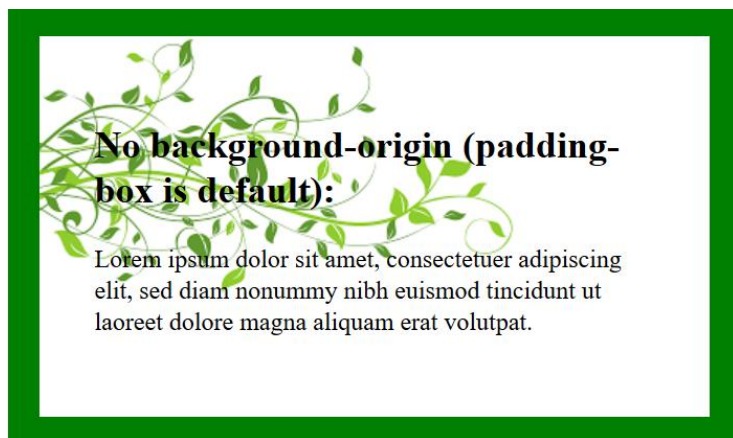 No background-origin (padding-
box is default):
Lorem ipsum dolor sit amet, consectetuer adipiscing
elit, sed diam nonummy nibh euismod tincidunt ut
laoreet dolore magna aliquam erat volutpat.